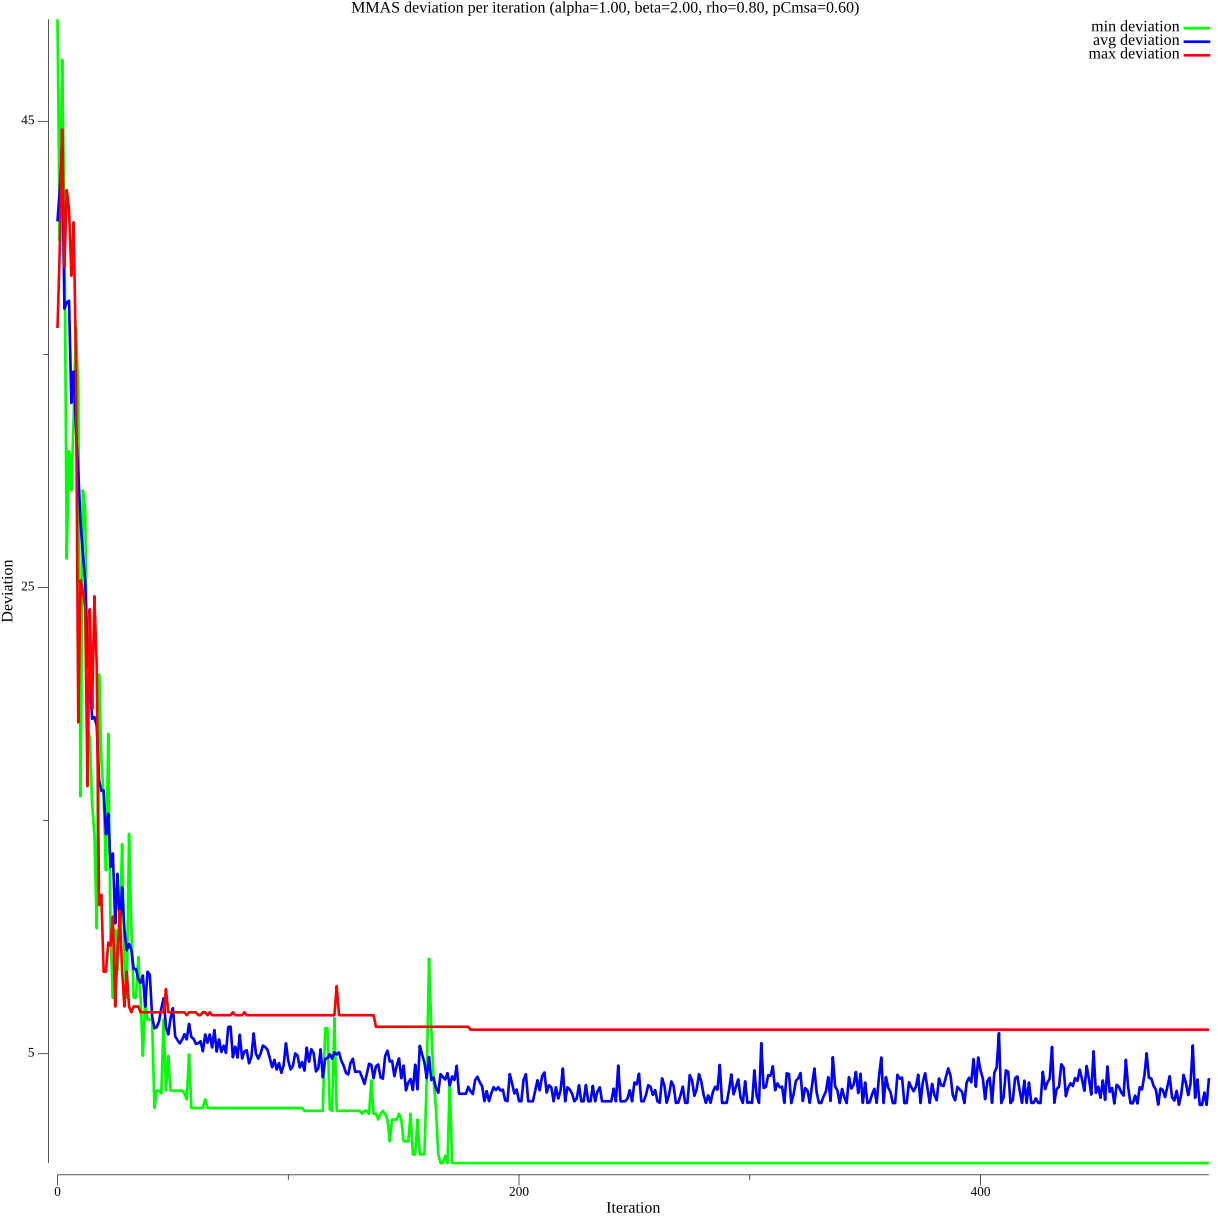 MMAS deviation per iteration (alpha=1.00, beta=2.00, rho=0.80, pCmsa=0.60)
min deviation
avg deviation
max deviation
45
25
5
Deviation
0
200
400
Iteration